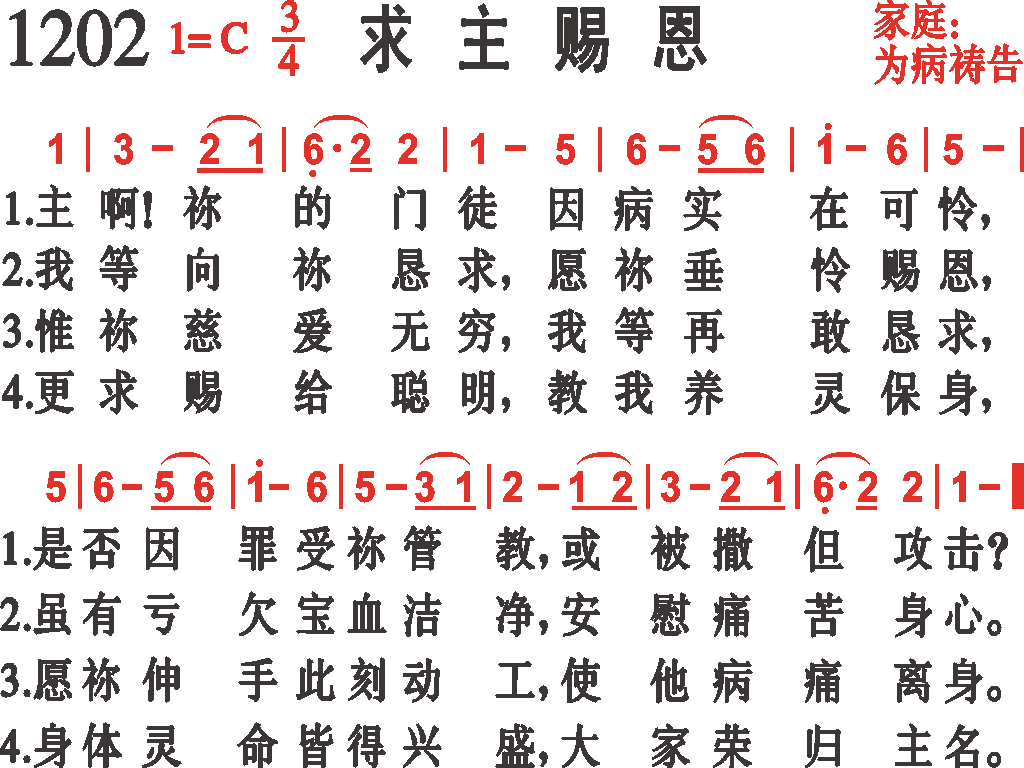 1202 1=C 3/4 求主赐恩 家庭：
为病祷告
1 | 3 - 2 1 | 6̣· 2 2 | 1 - 5 | 6 - 5 6 | i - 6 | 5 - |
1.主啊！祢的门徒因病实在可怜，
2.我等向祢恳求，愿祢垂怜赐恩，
3.惟祢慈爱无穷，我等再敢恳求，
4.更求赐给聪明，教我养灵保身，
5 | 6 - 5 6 | i - 6 | 5 - 3 1 | 2 - 1 2 | 3 - 2 1 | 6̣· 2 2 | 1 - ‖
1.是否因罪受祢管教，或被撒但攻击？
2.虽有亏欠宝血洁净，安慰痛苦身心。
3.愿祢伸手此刻动工，使他病痛离身。
4.身体灵命皆得兴盛，大家荣归主名。